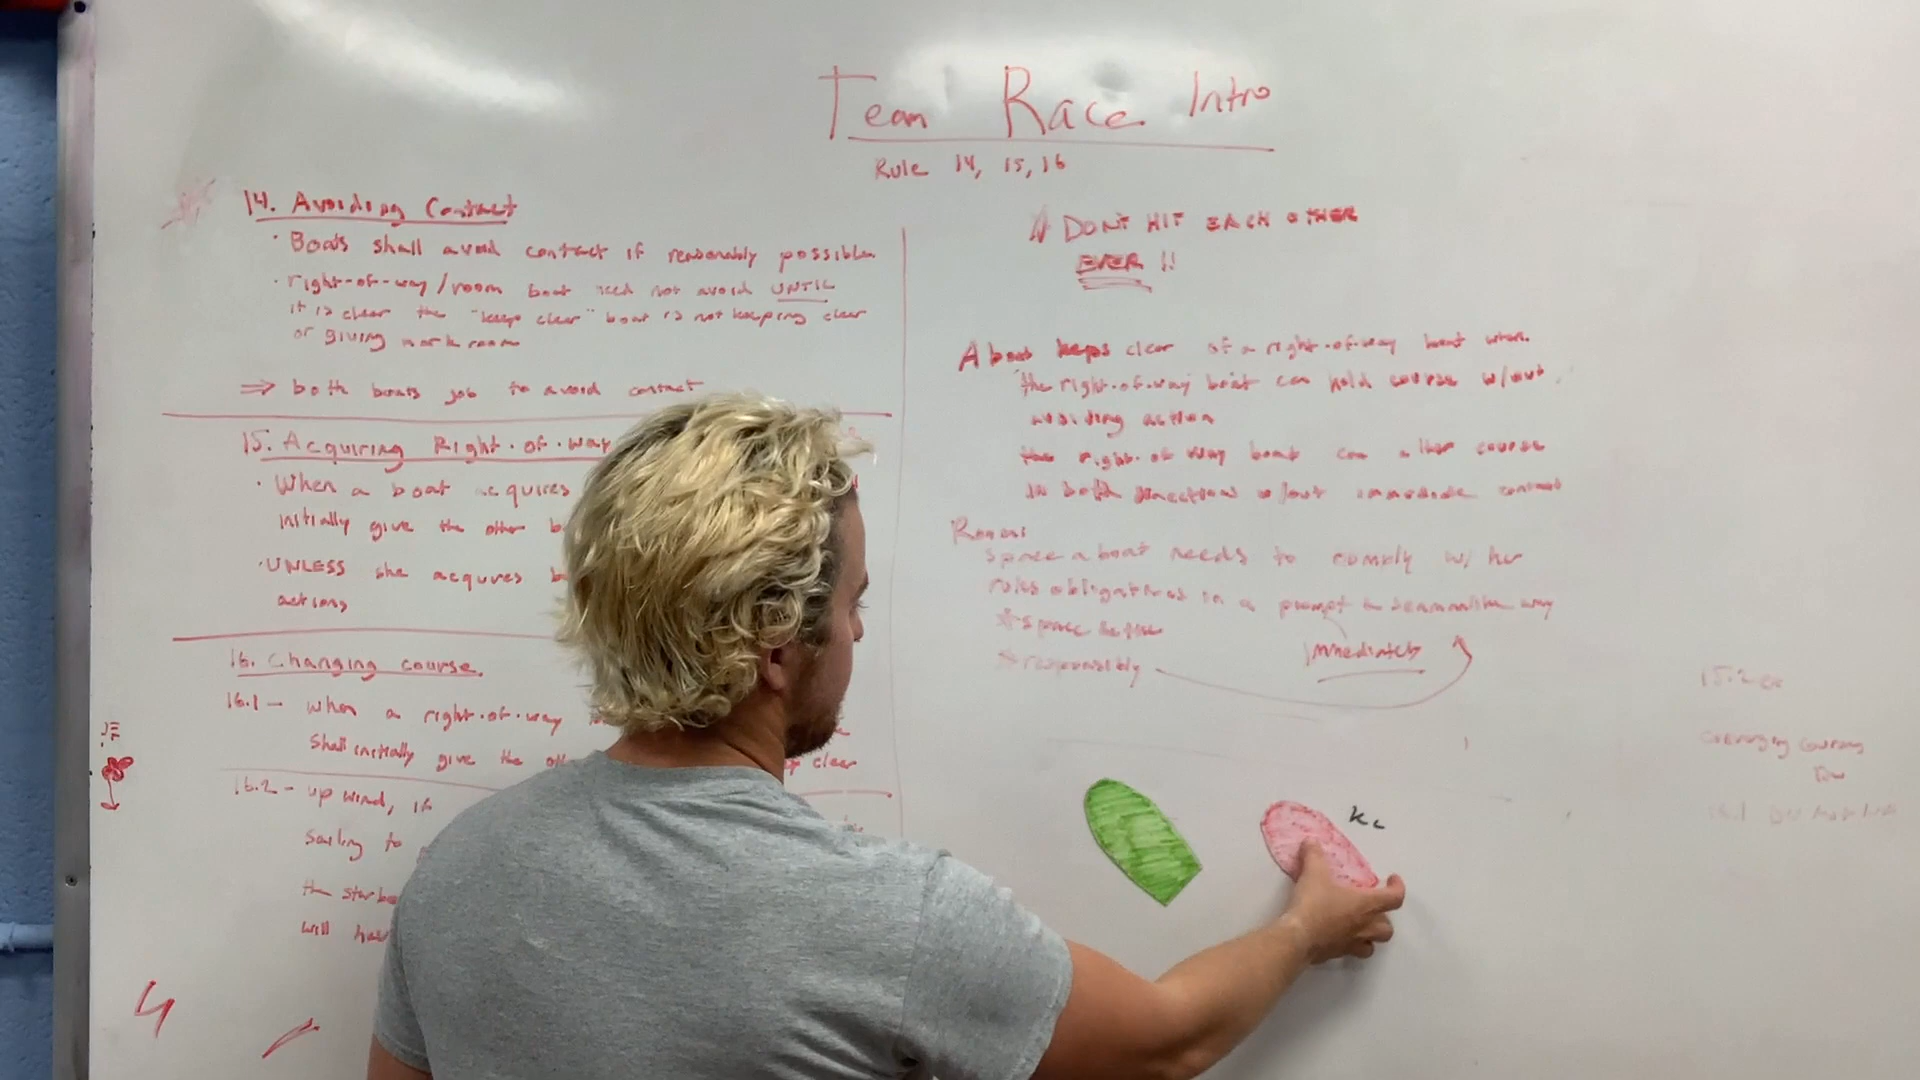 Team Race Intro
Rule 14, 15, 16
14. Avoiding Contact
· Boats shall avoid contact if reasonably possible
· right-of-way/room boat need not avoid UNTIL
it is clear the "keep clear" boat is not keeping clear
or giving mark room
⇒ both boats job to avoid contact
15. Acquiring Right-of-way
· When a boat acquires
initially give the other b
· UNLESS she acquires b
actions
16. Changing course
16.1 - when a right-of-way
shall initially give the oth
clear
16.2 - up wind, if
sailing to
the starbo
will hav
4
DONT HIT EACH OTHER
EVER !!
A boat keeps clear of a right-of-way boat when
the right-of-way boat can hold course w/out
avoiding action
the right-of-way boat can alter course
in both directions w/out immediate contact
Room:
space a boat needs to comply w/ her
rules obligations in a prompt & seamanlike way
*space
*responsibly
immediately
KC
15.2
converging courses